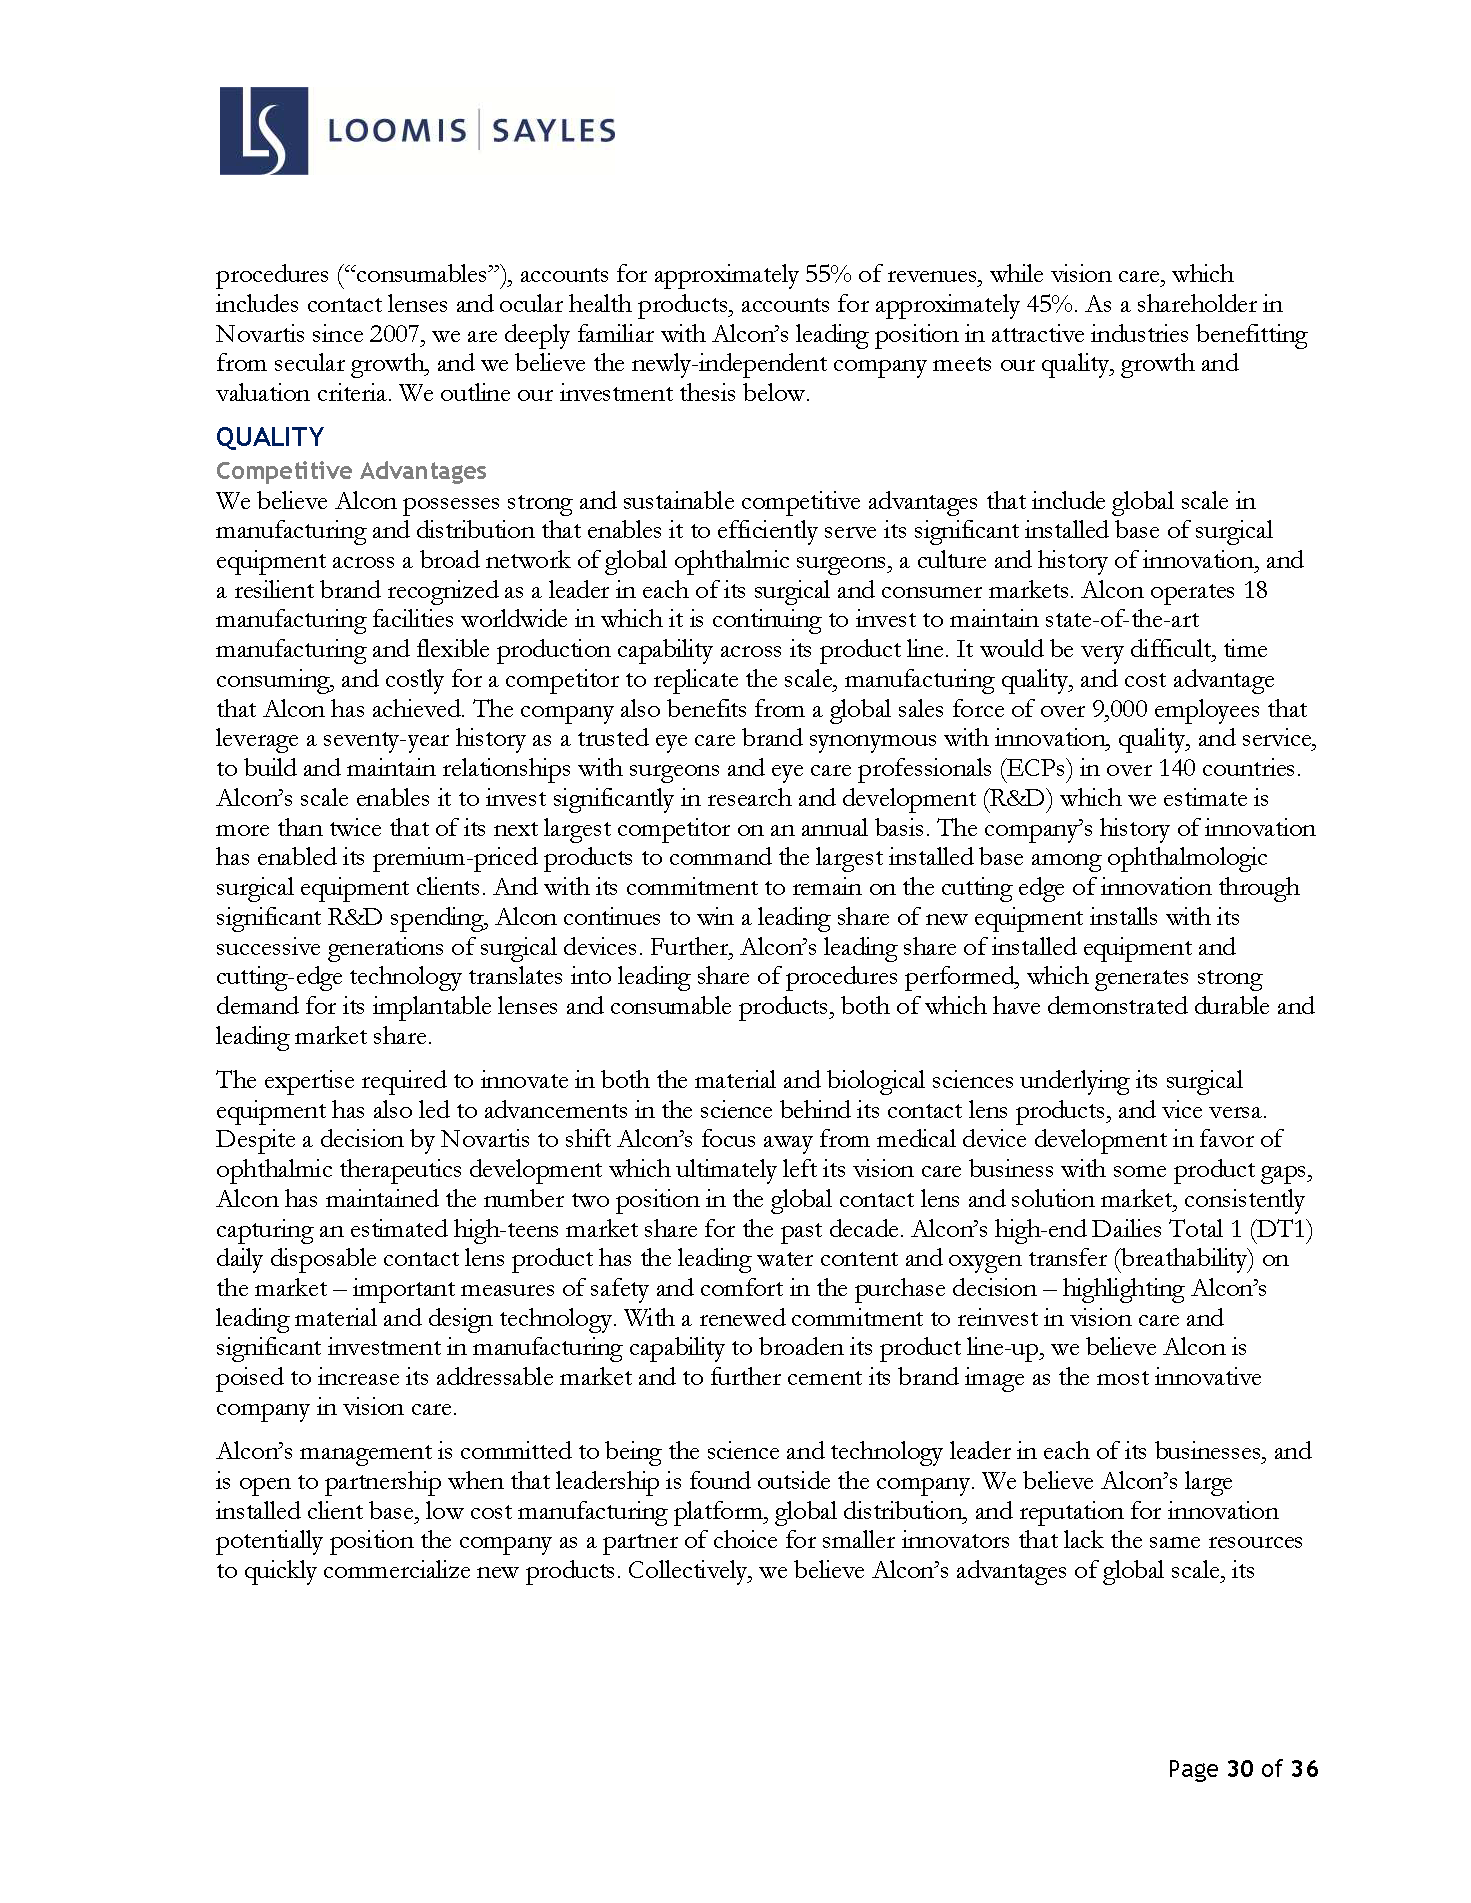 LS LOOMIS | SAYLES
procedures (“consumables”), accounts for approximately 55% of revenues, while vision care, which
includes contact lenses and ocular health products, accounts for approximately 45%. As a shareholder in
Novartis since 2007, we are deeply familiar with Alcon’s leading position in attractive industries benefitting
from secular growth, and we believe the newly-independent company meets our quality, growth and
valuation criteria. We outline our investment thesis below.
QUALITY
Competitive Advantages
We believe Alcon possesses strong and sustainable competitive advantages that include global scale in
manufacturing and distribution that enables it to efficiently serve its significant installed base of surgical
equipment across a broad network of global ophthalmic surgeons, a culture and history of innovation, and
a resilient brand recognized as a leader in each of its surgical and consumer markets. Alcon operates 18
manufacturing facilities worldwide in which it is continuing to invest to maintain state-of-the-art
manufacturing and flexible production capability across its product line. It would be very difficult, time
consuming, and costly for a competitor to replicate the scale, manufacturing quality, and cost advantage
that Alcon has achieved. The company also benefits from a global sales force of over 9,000 employees that
leverage a seventy-year history as a trusted eye care brand synonymous with innovation, quality, and service,
to build and maintain relationships with surgeons and eye care professionals (ECPs) in over 140 countries.
Alcon’s scale enables it to invest significantly in research and development (R&D) which we estimate is
more than twice that of its next largest competitor on an annual basis. The company’s history of innovation
has enabled its premium-priced products to command the largest installed base among ophthalmologic
surgical equipment clients. And with its commitment to remain on the cutting edge of innovation through
significant R&D spending, Alcon continues to win a leading share of new equipment installs with its
successive generations of surgical devices. Further, Alcon’s leading share of installed equipment and
cutting-edge technology translates into leading share of procedures performed, which generates strong
demand for its implantable lenses and consumable products, both of which have demonstrated durable and
leading market share.
The expertise required to innovate in both the material and biological sciences underlying its surgical
equipment has also led to advancements in the science behind its contact lens products, and vice versa.
Despite a decision by Novartis to shift Alcon’s focus away from medical device development in favor of
ophthalmic therapeutics development which ultimately left its vision care business with some product gaps,
Alcon has maintained the number two position in the global contact lens and solution market, consistently
capturing an estimated high-teens market share for the past decade. Alcon’s high-end Dailies Total 1 (DT1)
daily disposable contact lens product has the leading water content and oxygen transfer (breathability) on
the market – important measures of safety and comfort in the purchase decision – highlighting Alcon’s
leading material and design technology. With a renewed commitment to reinvest in vision care and
significant investment in manufacturing capability to broaden its product line-up, we believe Alcon is
poised to increase its addressable market and to further cement its brand image as the most innovative
company in vision care.
Alcon’s management is committed to being the science and technology leader in each of its businesses, and
is open to partnership when that leadership is found outside the company. We believe Alcon’s large
installed client base, low cost manufacturing platform, global distribution, and reputation for innovation
potentially position the company as a partner of choice for smaller innovators that lack the same resources
to quickly commercialize new products. Collectively, we believe Alcon’s advantages of global scale, its
Page 30 of 36